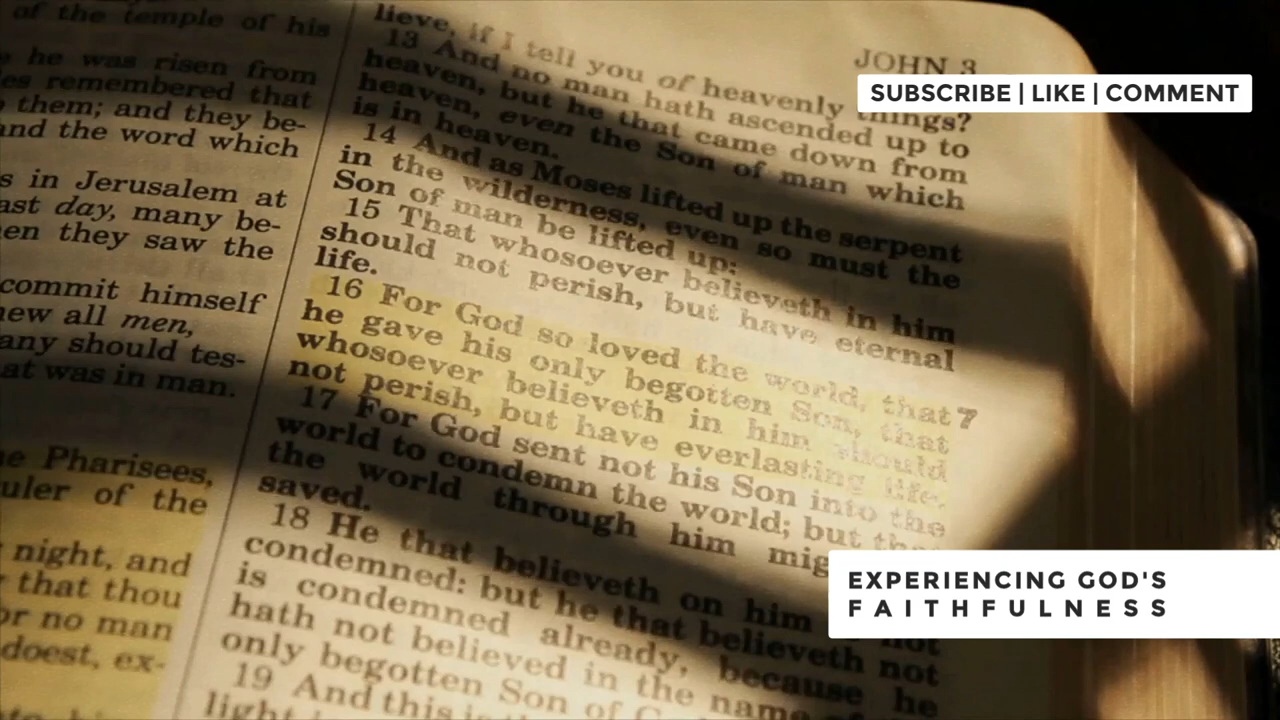 of the temple of his
he was risen from
es remembered that
them; and they be-
and the word which
s in Jerusalem at
ast day, many be-
en they saw the
commit himself
new all men,
any should tes-
at was in man.
e Pharisees,
uler of the
night, and
that thou
or no man
doest, ex-
lieve, if I tell you of heavenly things?
13 And no man hath ascended up to
heaven, but he that came down from
heaven, even the Son of man which
is in heaven.
14 And as Moses lifted up the serpent
in the wilderness, even so must the
Son of man be lifted up:
15 That whosoever believeth in him
should not perish, but have eternal
life.
16 For God so loved the world, that 7
he gave his only begotten Son, that
whosoever believeth in him should
not perish, but have everlasting life.
17 For God sent not his Son into the
world to condemn the world; but that
the world through him mig
saved.
18 He that believeth on him is not
condemned: but he that believeth not
is condemned already, because he
hath not believed in the name of
only begotten Son of
19 And this is
light
JOHN 3
SUBSCRIBE | LIKE | COMMENT
EXPERIENCING GOD'S
FAITHFULNESS